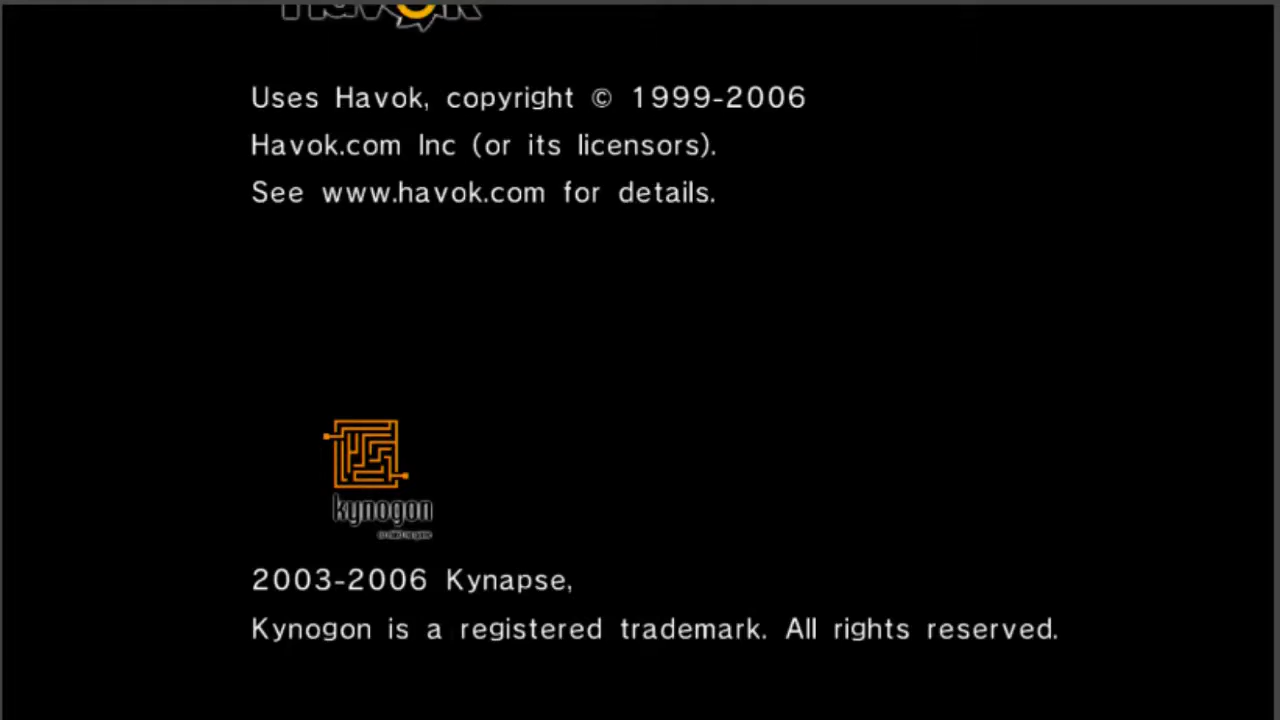 Havok
Uses Havok, copyright © 1999-2006
Havok.com Inc (or its licensors).
See www.havok.com for details.
kynogon
2003-2006 Kynapse,
Kynogon is a registered trademark. All rights reserved.